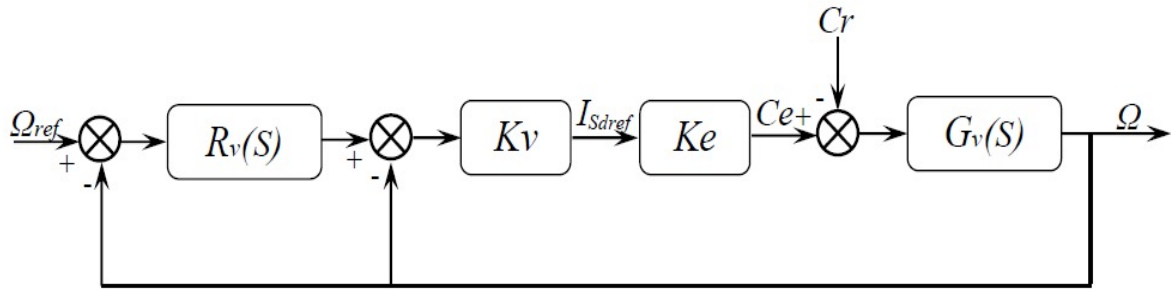 Cr
-
Ωref
Rv(S)
Kv
ISdref
Ke
Ce+
Gv(S)
Ω
+
-
+
-